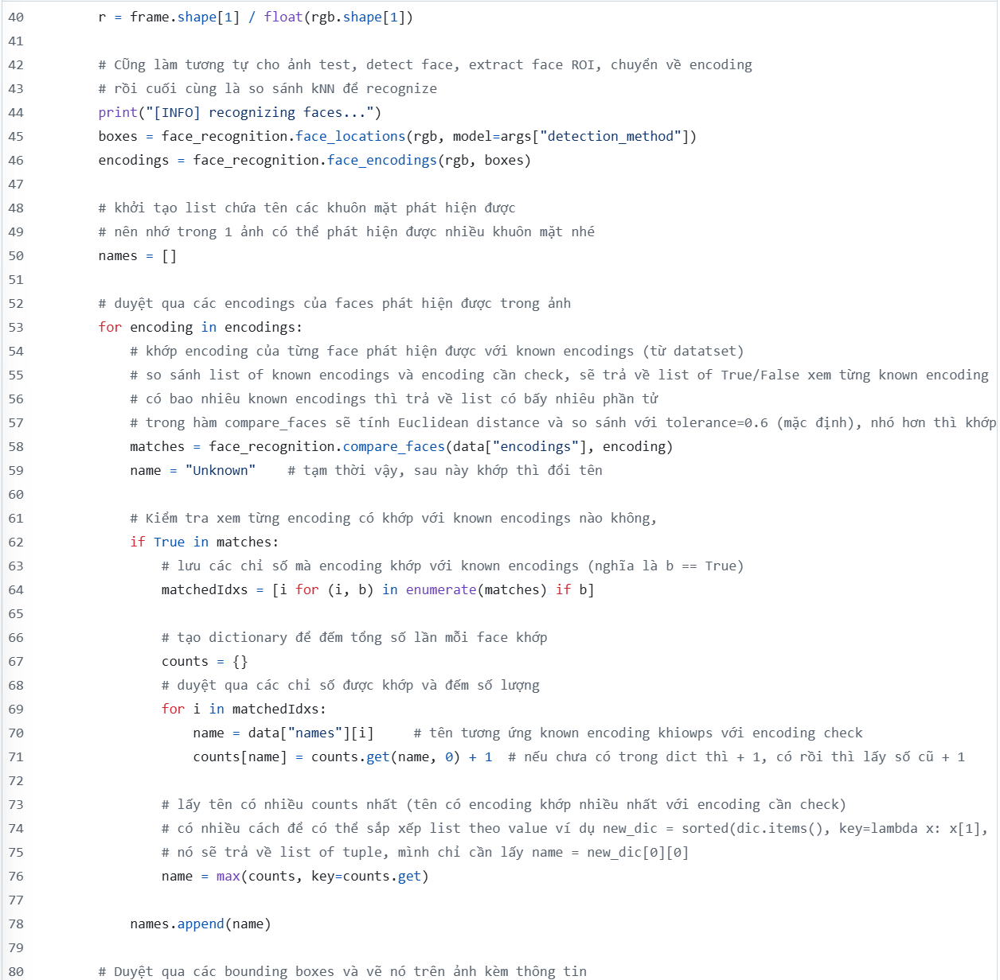 40 r = frame.shape[1] / float(rgb.shape[1])
41
42 # Cũng làm tương tự cho ảnh test, detect face, extract face ROI, chuyển về encoding
43 # rồi cuối cùng là so sánh kNN để recognize
44 print("[INFO] recognizing faces...")
45 boxes = face_recognition.face_locations(rgb, model=args["detection_method"])
46 encodings = face_recognition.face_encodings(rgb, boxes)
47
48 # khởi tạo list chứa tên các khuôn mặt phát hiện được
49 # nên nhớ trong 1 ảnh có thể phát hiện được nhiều khuôn mặt nhé
50 names = []
51
52 # duyệt qua các encodings của faces phát hiện được trong ảnh
53 for encoding in encodings:
54 # khớp encoding của từng face phát hiện được với known encodings (từ datatset)
55 # so sánh list of known encodings và encoding cần check, sẽ trả về list of True/False xem từng known encoding
56 # có bao nhiêu known encodings thì trả về list có bấy nhiêu phần tử
57 # trong hàm compare_faces sẽ tính Euclidean distance và so sánh với tolerance=0.6 (mặc định), nhó hơn thì khớp
58 matches = face_recognition.compare_faces(data["encodings"], encoding)
59 name = "Unknown" # tạm thời vậy, sau này khớp thì đổi tên
60
61 # Kiểm tra xem từng encoding có khớp với known encodings nào không,
62 if True in matches:
63 # lưu các chỉ số mà encoding khớp với known encodings (nghĩa là b == True)
64 matchedIdxs = [i for (i, b) in enumerate(matches) if b]
65
66 # tạo dictionary để đếm tổng số lần mỗi face khớp
67 counts = {}
68 # duyệt qua các chỉ số được khớp và đếm số lượng
69 for i in matchedIdxs:
70 name = data["names"][i] # tên tương ứng known encoding khiowps với encoding check
71 counts[name] = counts.get(name, 0) + 1 # nếu chưa có trong dict thì + 1, có rồi thì lấy số cũ + 1
72
73 # lấy tên có nhiều counts nhất (tên có encoding khớp nhiều nhất với encoding cần check)
74 # có nhiều cách để có thể sắp xếp list theo value ví dụ new_dic = sorted(dic.items(), key=lambda x: x[1],
75 # nó sẽ trả về list of tuple, mình chỉ cần lấy name = new_dic[0][0]
76 name = max(counts, key=counts.get)
77
78 names.append(name)
79
80 # Duyệt qua các bounding boxes và vẽ nó trên ảnh kèm thông tin